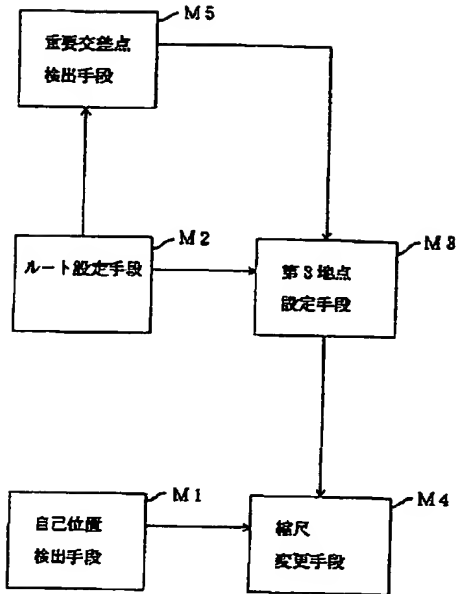 M5
重要交差点
検出手段
M2
ルート設定手段
M3
第3地点
設定手段
M1
自己位置
検出手段
M4
縮尺
変更手段